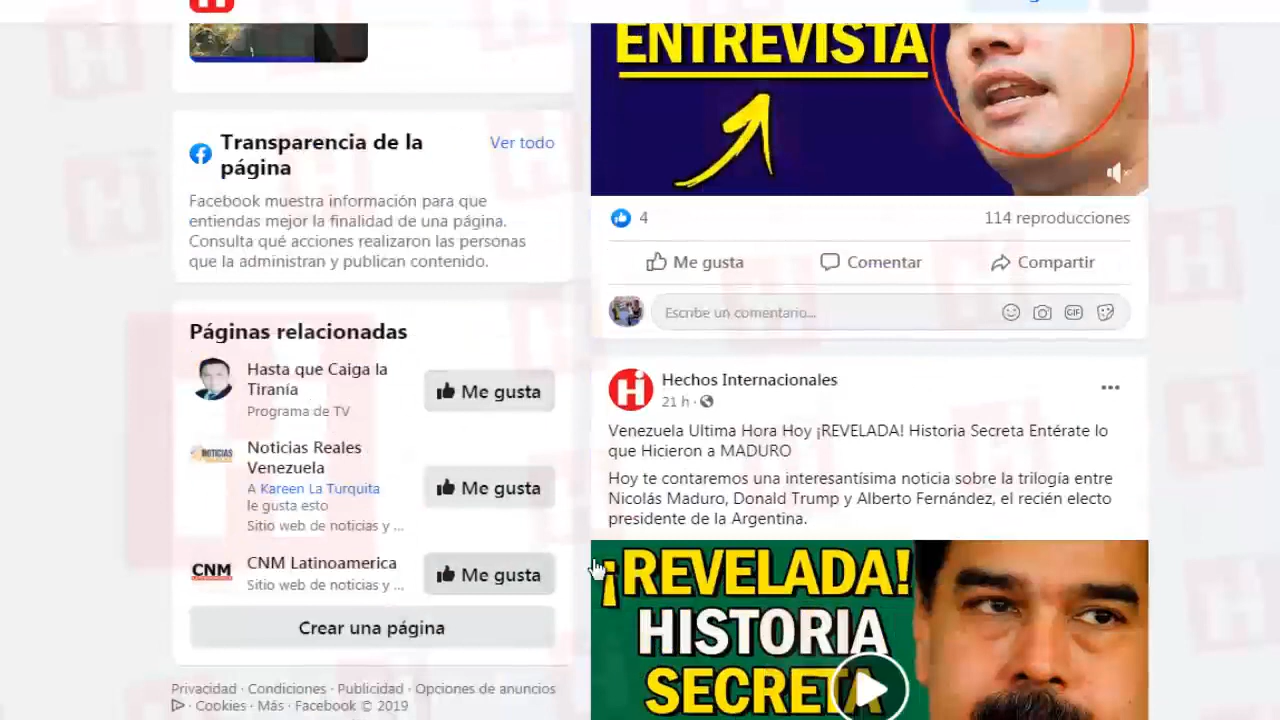 Transparencia de la
página
Ver todo
Facebook muestra información para que
entiendas mejor la finalidad de una página.
Consulta qué acciones realizaron las personas
que la administran y publican contenido.
Páginas relacionadas
Hasta que Caiga la
Tiranía
Programa de TV
Me gusta
NOTICIAS
Noticias Reales
Venezuela
A Kareen La Turquita
le gusta esto
Sitio web de noticias y ...
Me gusta
CNM
CNM Latinoamerica
Sitio web de noticias y ...
Me gusta
Crear una página
Privacidad · Condiciones · Publicidad · Opciones de anuncios
· Cookies · Más · Facebook © 2019
ENTREVISTA
4
114 reproducciones
Me gusta
Comentar
Compartir
Escribe un comentario...
GIF
Hi
Hechos Internacionales
21 h ·
Venezuela Ultima Hora Hoy ¡REVELADA! Historia Secreta Entérate lo
que Hicieron a MADURO
Hoy te contaremos una interesantísima noticia sobre la trilogía entre
Nicolás Maduro, Donald Trump y Alberto Fernández, el recién electo
presidente de la Argentina.
¡REVELADA!
HISTORIA
SECRETA